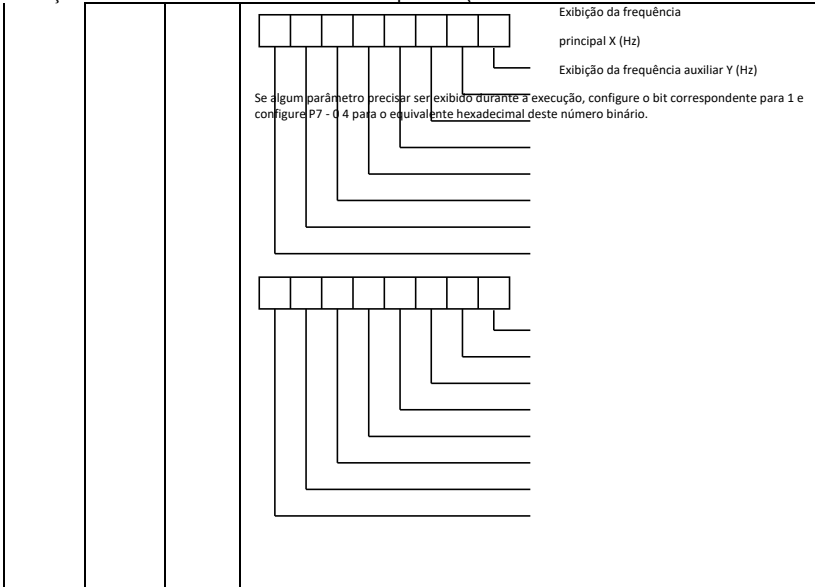 Exibição da frequência
principal X (Hz)
Exibição da frequência auxiliar Y (Hz)
Se algum parâmetro precisar ser exibido durante a execução, configure o bit correspondente para 1 e
configure P7 - 0 4 para o equivalente hexadecimal deste número binário.